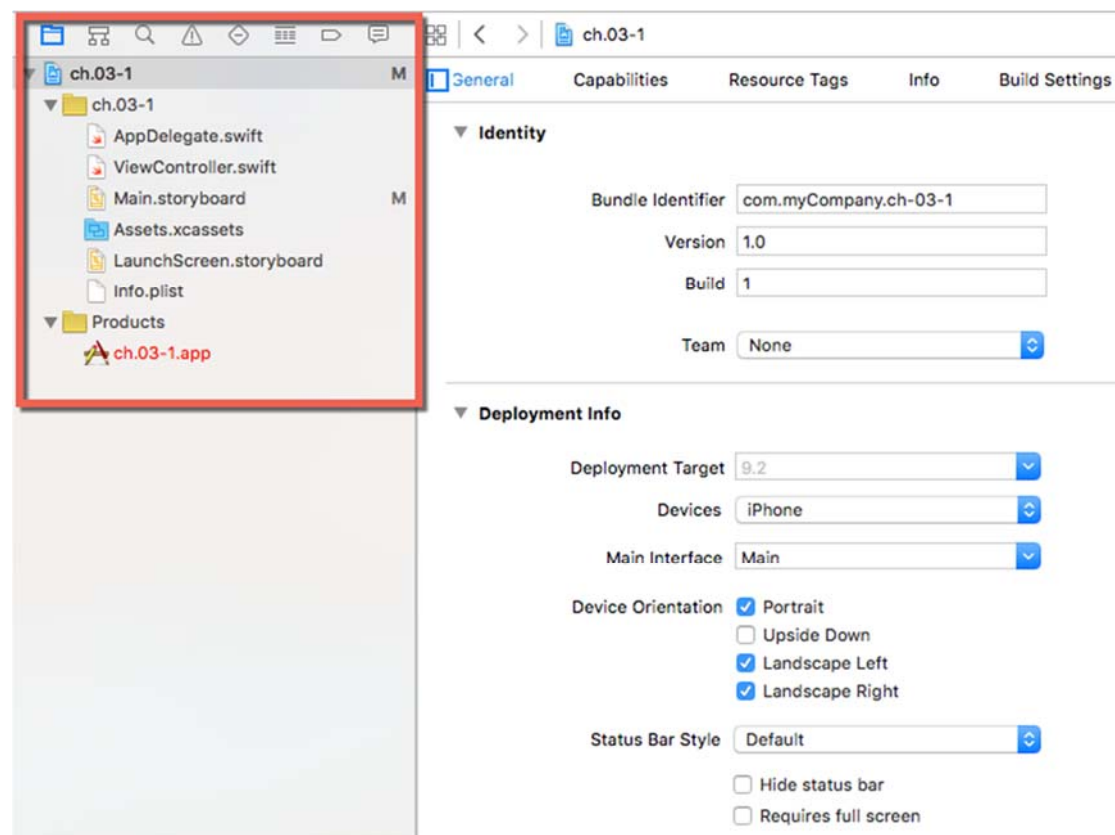 ch.03-1 M
ch.03-1
AppDelegate.swift
ViewController.swift
Main.storyboard M
Assets.xcassets
LaunchScreen.storyboard
Info.plist
Products
ch.03-1.app
ch.03-1
General Capabilities Resource Tags Info Build Settings
Identity
Bundle Identifier com.myCompany.ch-03-1
Version 1.0
Build 1
Team None
Deployment Info
Deployment Target 9.2
Devices iPhone
Main Interface Main
Device Orientation Portrait
Upside Down
Landscape Left
Landscape Right
Status Bar Style Default
Hide status bar
Requires full screen